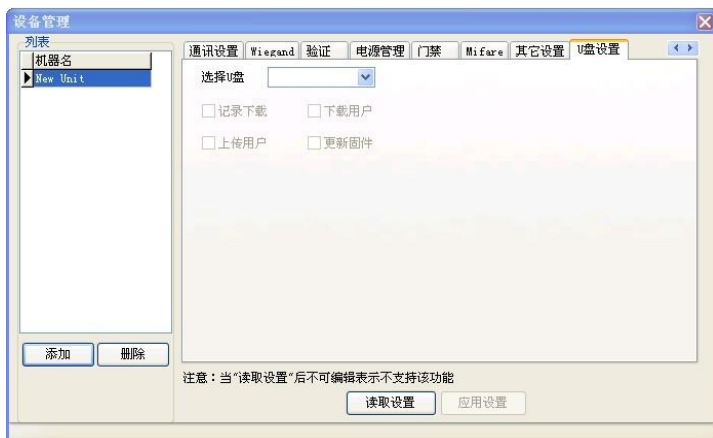 设备管理
列表
机器名
New Unit
添加 删除
通讯设置 Wiegand 验证 电源管理 门禁 Mifare 其它设置 U盘设置
选择U盘
记录下载 下载用户
上传用户 更新固件
注意：当"读取设置"后不可编辑表示不支持该功能
读取设置 应用设置